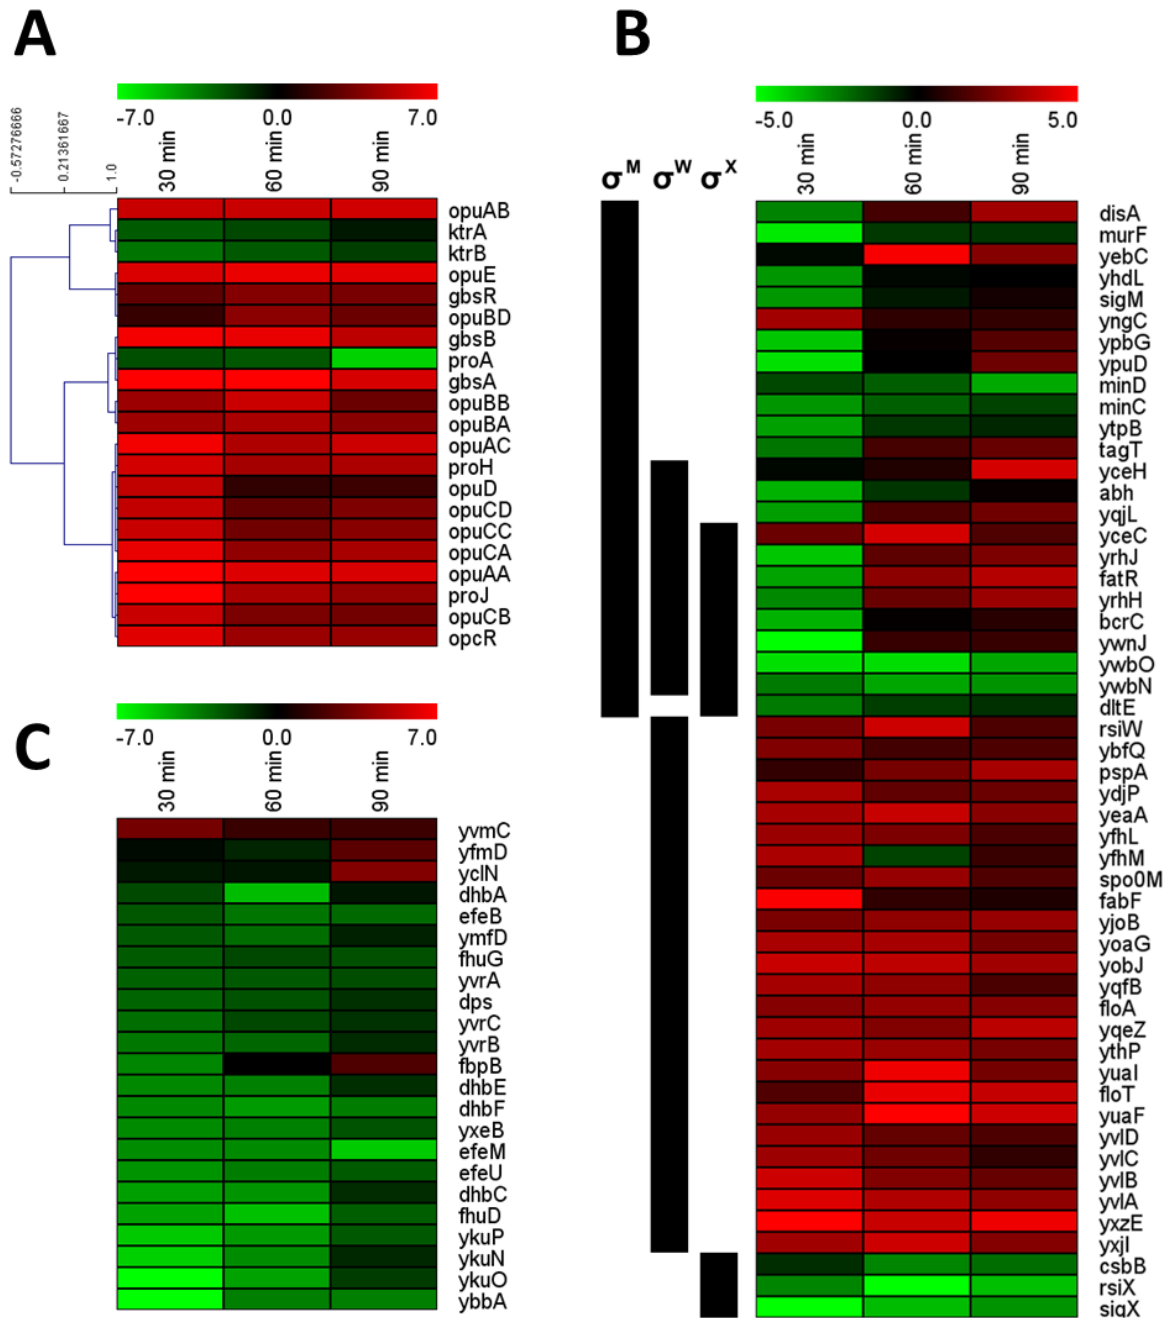 A
-7.0 0.0 7.0
30 min 60 min 90 min
-0.57276666
0.21361667
1.0
opuAB
ktrA
ktrB
opuE
gbsR
opuBD
gbsB
proA
gbsA
opuBB
opuBA
opuAC
proH
opuD
opuCD
opuCC
opuCA
opuAA
proJ
opuCB
opcR
B
-5.0 0.0 5.0
30 min 60 min 90 min
σM σW σX
disA
murF
yebC
yhdL
sigM
yngC
ypbG
ypuD
minD
minC
ytpB
tagT
yceH
abh
yqjL
yceC
yrhJ
fatR
yrhH
bcrC
ywnJ
ywbO
ywbN
dltE
rsiW
ybfQ
pspA
ydjP
yeaA
yfhL
yfhM
spo0M
fabF
yjoB
yoaG
yobJ
yqfB
floA
yqeZ
ythP
yuaI
floT
yuaF
yvlD
yvlC
yvlB
yvlA
yxzE
yxjI
csbB
rsiX
sigX
C
-7.0 0.0 7.0
30 min 60 min 90 min
yvmC
yfmD
yclN
dhbA
efeB
ymfD
fhuG
yvrA
dps
yvrC
yvrB
fbpB
dhbE
dhbF
yxeB
efeM
efeU
dhbC
fhuD
ykuP
ykuN
ykuO
ybbA